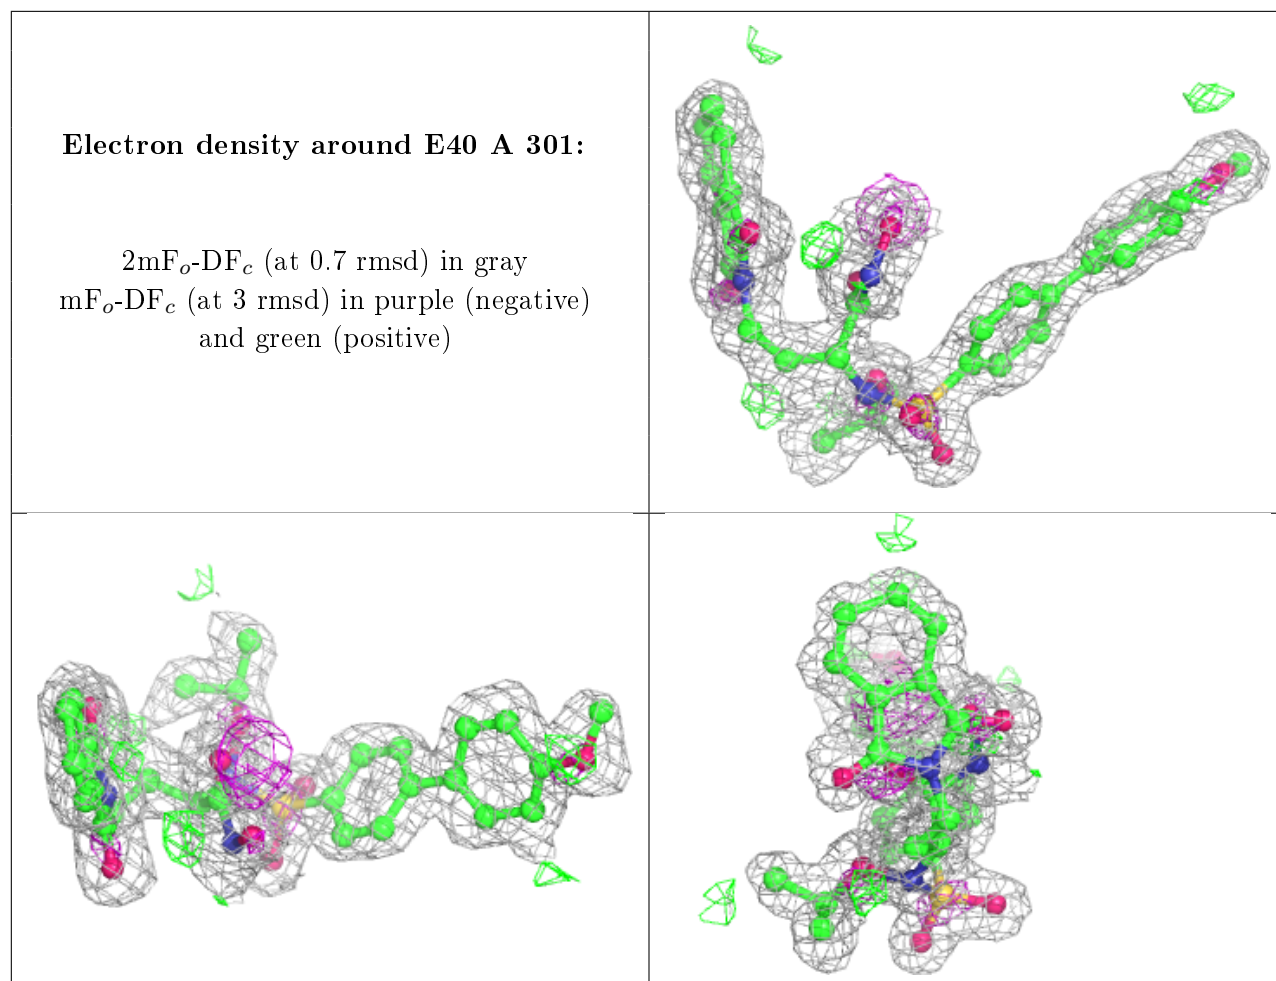 Electron density around E40 A 301:
2mFo-DFc (at 0.7 rmsd) in gray
mFo-DFc (at 3 rmsd) in purple (negative)
and green (positive)